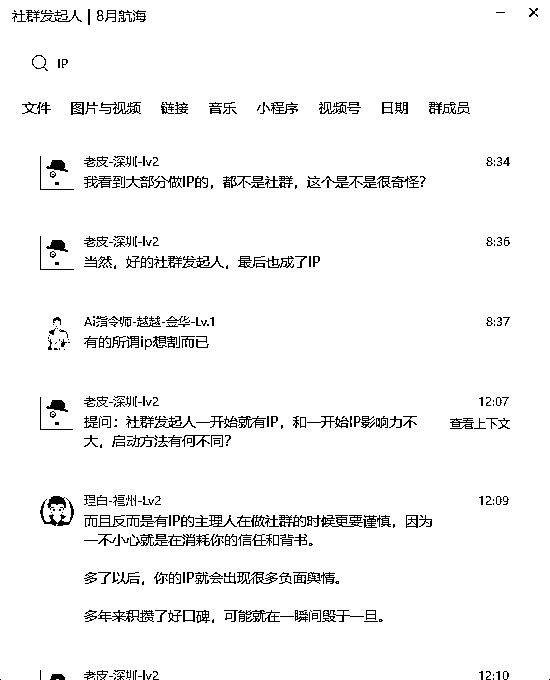 社群发起人 | 8月航海
IP
文件 图片与视频 链接 音乐 小程序 视频号 日期 群成员
老皮-深圳-lv2 8:34
我看到大部分做IP的，都不是社群，这个是不是很奇怪？
老皮-深圳-lv2 8:36
当然，好的社群发起人，最后也成了IP
Ai指令师-越越-金华-Lv.1 8:37
有的所谓ip想割而已
老皮-深圳-lv2 12:07
提问：社群发起人一开始就有IP，和一开始IP影响力不
大，启动方法有何不同？
查看上下文
理白-福州-Lv2 12:09
而且反而是有IP的主理人在做社群的时候更要谨慎，因为
一不小心就是在消耗你的信任和背书。
多了以后，你的IP就会出现很多负面舆情。
多年来积攒了好口碑，可能就在一瞬间毁于一旦。
老皮-深圳-lv2 12:10